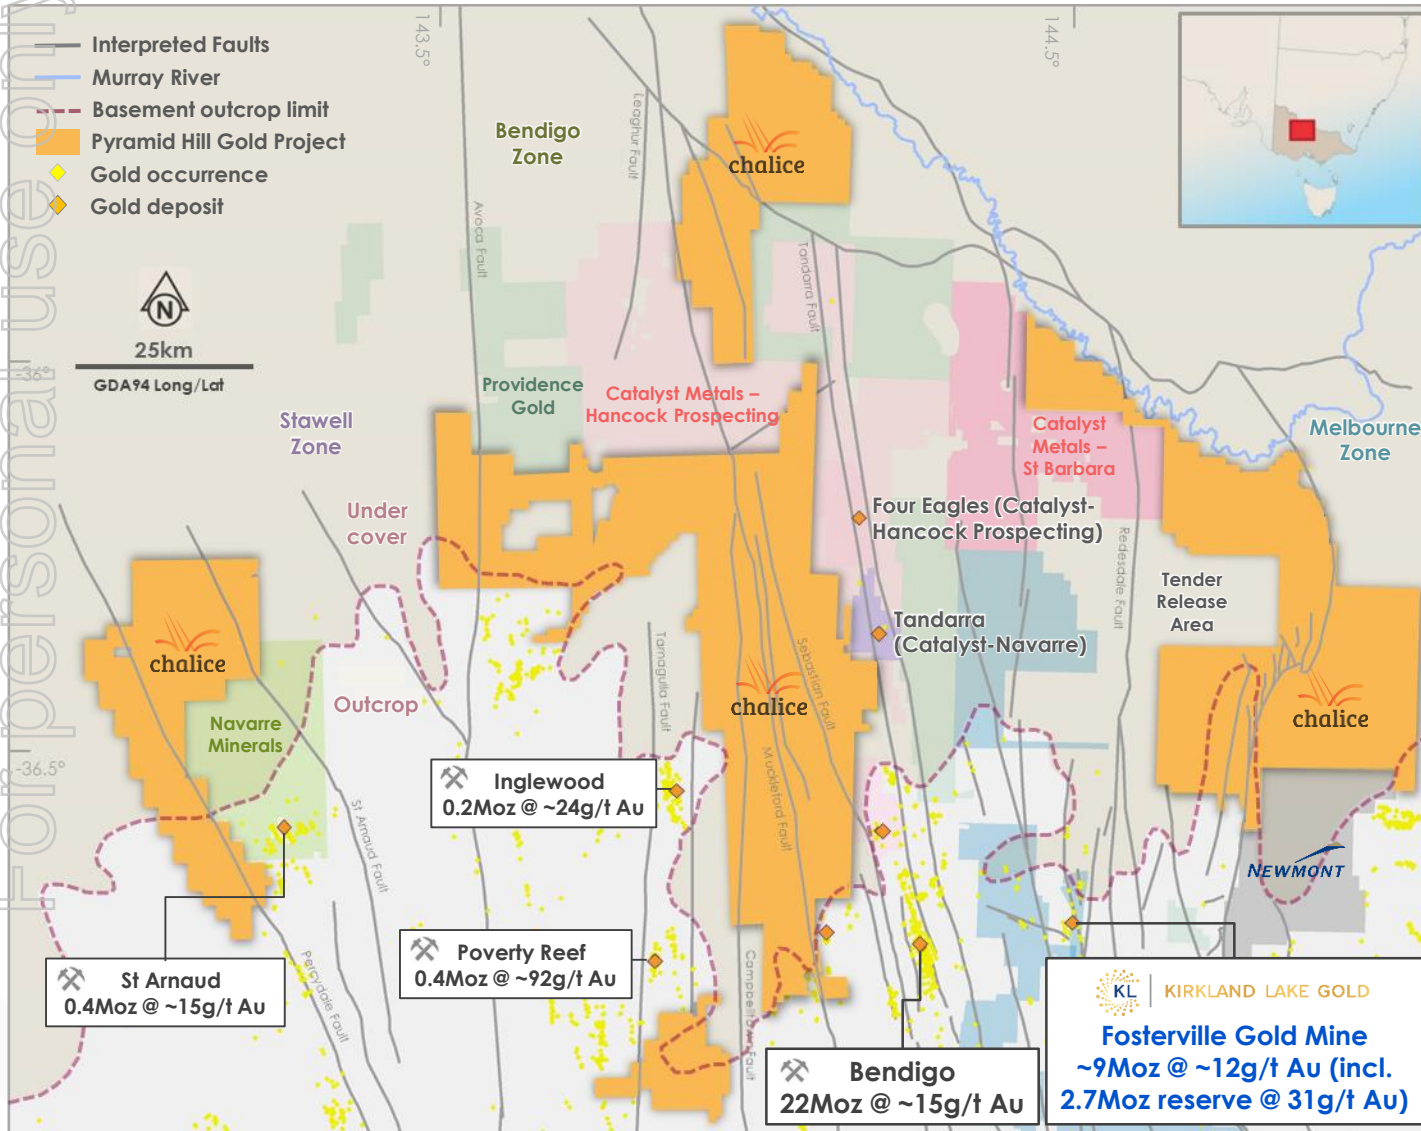 For personal use only
Interpreted Faults
Murray River
Basement outcrop limit
Pyramid Hill Gold Project
Gold occurrence
Gold deposit
N
25km
GDA94 Long/Lat
143.5°
144.5°
-36°
-36.5°
Bendigo
Zone
Leaghur Fault
Avoca Fault
chalice
Tandarra Fault
Providence
Gold
Catalyst Metals –
Hancock Prospecting
Stawell
Zone
Catalyst
Metals –
St Barbara
Melbourne
Zone
Under
cover
Four Eagles (Catalyst-
Hancock Prospecting)
Redesdale Fault
Tender
Release
Area
Tandarra
(Catalyst-Navarre)
chalice
Outcrop
Navarre
Minerals
Tarnagulla Fault
Sebastian Fault
chalice
chalice
Muckleford Fault
Inglewood
0.2Moz @ ~24g/t Au
St Arnaud Fault
NEWMONT
Poverty Reef
0.4Moz @ ~92g/t Au
St Arnaud
0.4Moz @ ~15g/t Au
Percydale Fault
Campbelltown Fault
Bendigo
22Moz @ ~15g/t Au
KL KIRKLAND LAKE GOLD
Fosterville Gold Mine
~9Moz @ ~12g/t Au (incl.
2.7Moz reserve @ 31g/t Au)